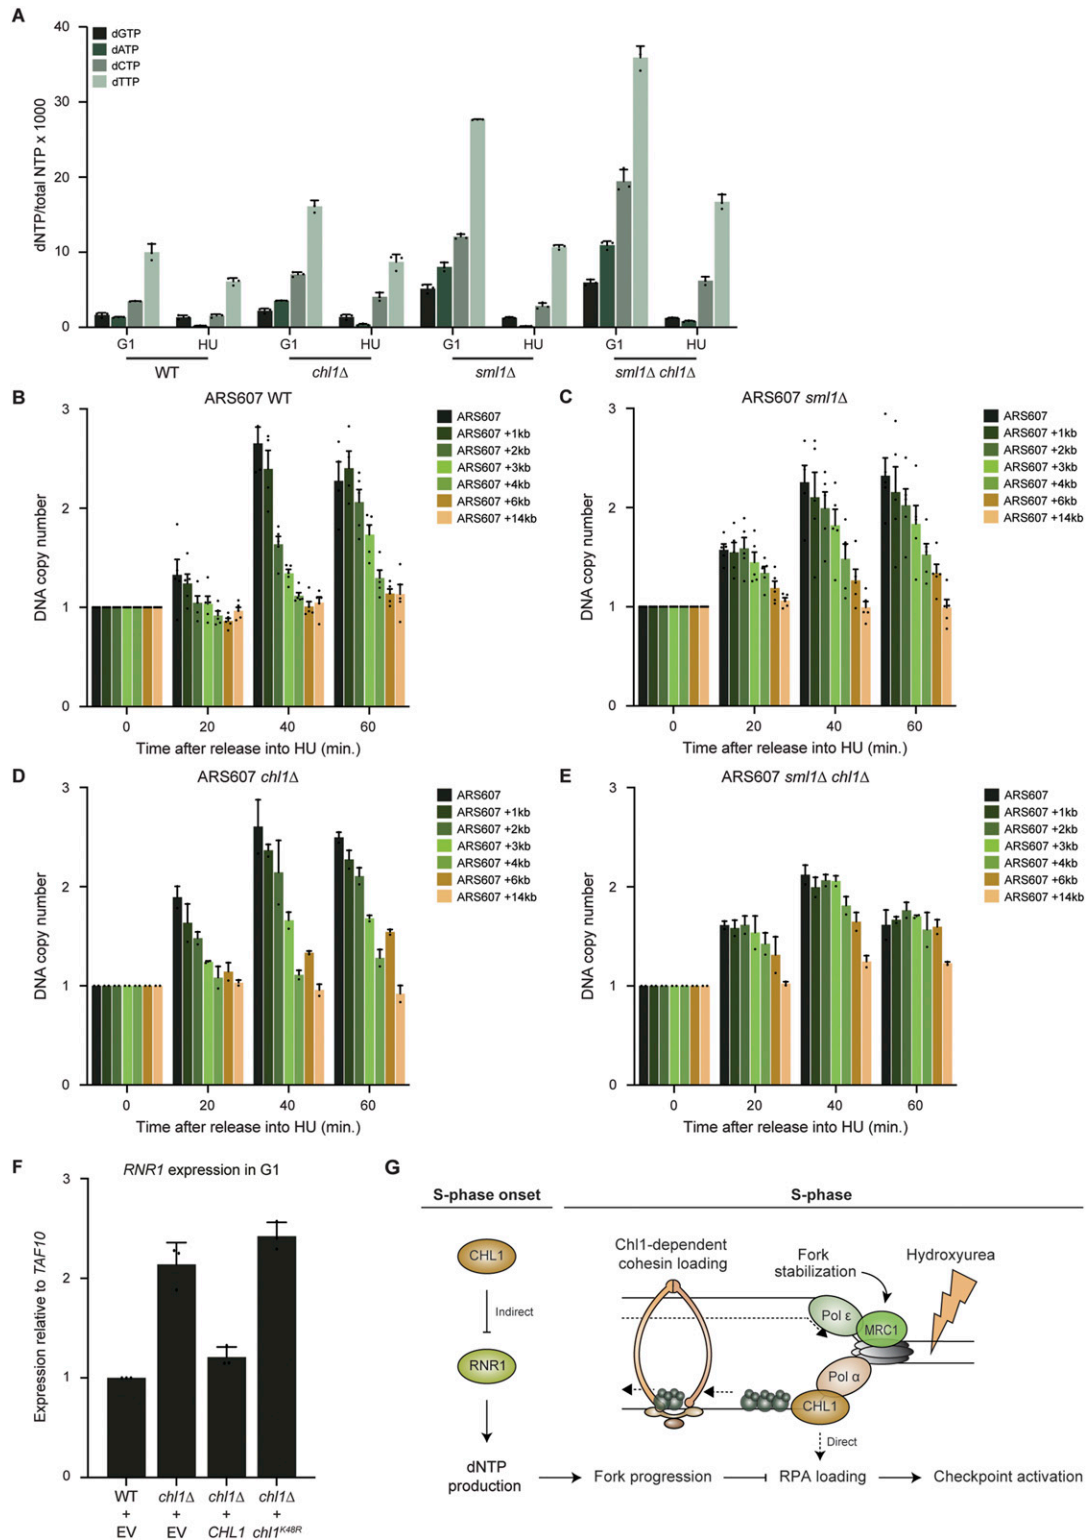 A
40
30
20
10
0
dNTP/total NTP x 1000
dGTP
dATP
dCTP
dTTP
G1
HU
G1
HU
G1
HU
G1
HU
WT
chl1Δ
sml1Δ
sml1Δ chl1Δ
B
ARS607 WT
3
2
1
0
DNA copy number
0
20
40
60
Time after release into HU (min.)
ARS607
ARS607 +1kb
ARS607 +2kb
ARS607 +3kb
ARS607 +4kb
ARS607 +6kb
ARS607 +14kb
C
ARS607 sml1Δ
3
2
1
0
DNA copy number
0
20
40
60
Time after release into HU (min.)
ARS607
ARS607 +1kb
ARS607 +2kb
ARS607 +3kb
ARS607 +4kb
ARS607 +6kb
ARS607 +14kb
D
ARS607 chl1Δ
3
2
1
0
DNA copy number
0
20
40
60
Time after release into HU (min.)
ARS607
ARS607 +1kb
ARS607 +2kb
ARS607 +3kb
ARS607 +4kb
ARS607 +6kb
ARS607 +14kb
E
ARS607 sml1Δ chl1Δ
3
2
1
0
DNA copy number
0
20
40
60
Time after release into HU (min.)
ARS607
ARS607 +1kb
ARS607 +2kb
ARS607 +3kb
ARS607 +4kb
ARS607 +6kb
ARS607 +14kb
F
RNR1 expression in G1
3
2
1
0
Expression relative to TAF10
WT
+
EV
chl1Δ
+
EV
chl1Δ
+
CHL1
chl1Δ
+
chl1K48R
G
S-phase onset
S-phase
CHL1
Indirect
RNR1
dNTP
production
Chl1-dependent
cohesin loading
Fork
stabilization
Hydroxyurea
Pol ε
MRC1
Pol α
CHL1
Direct
Fork progression
RPA loading
Checkpoint activation